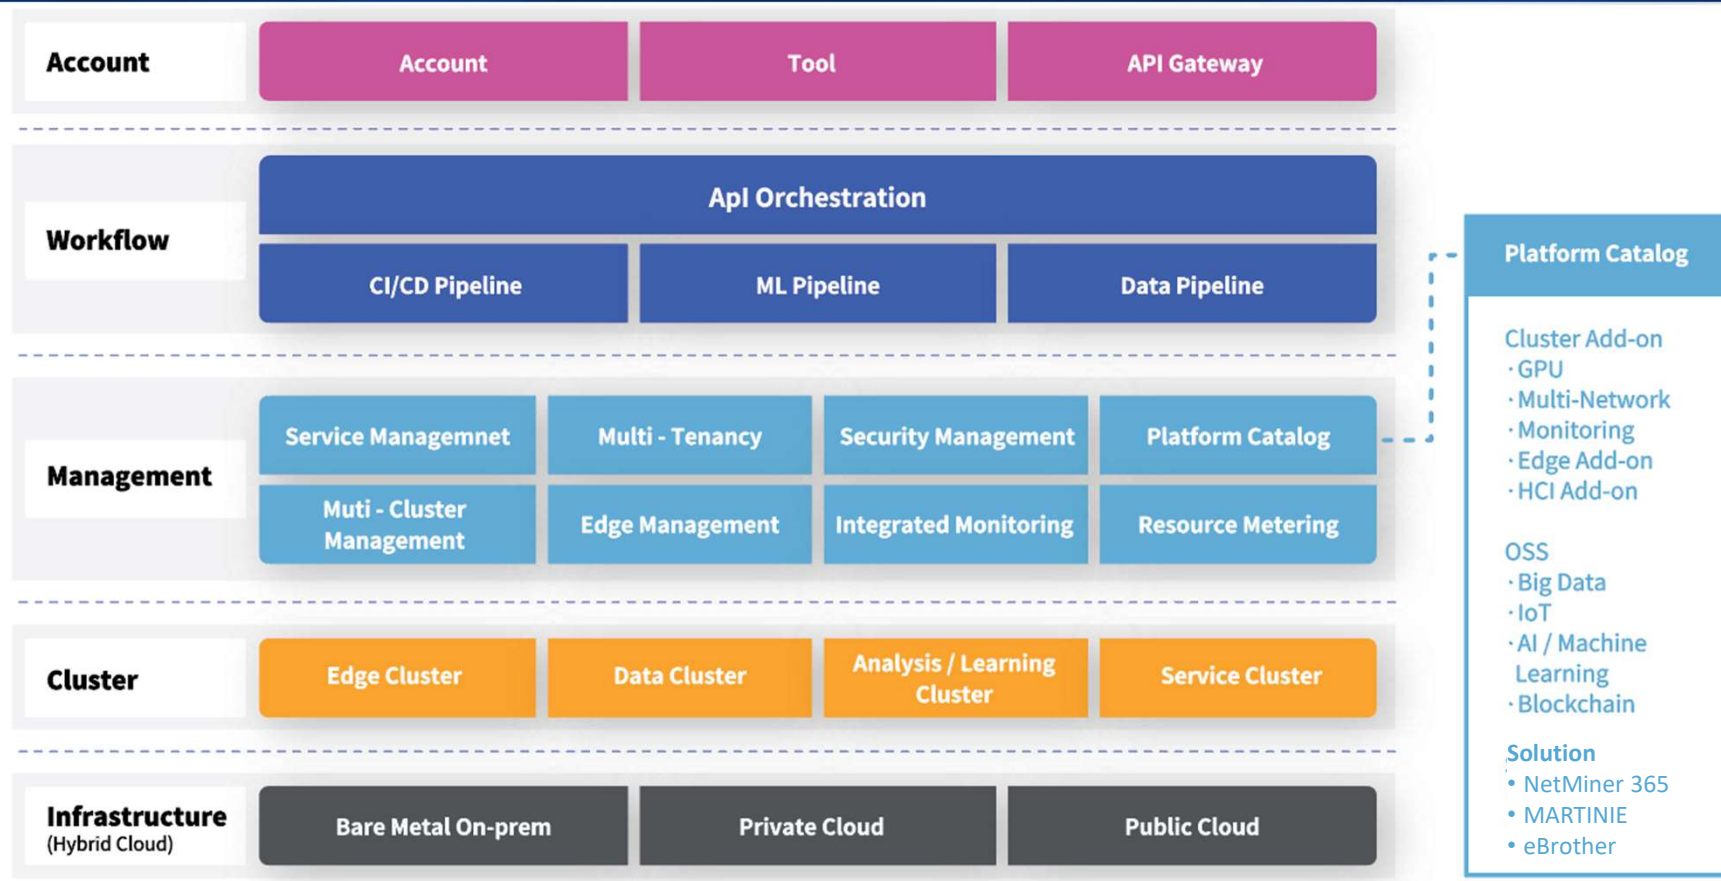 Account
Account
Tool
API Gateway
Workflow
ApI Orchestration
CI/CD Pipeline
ML Pipeline
Data Pipeline
Management
Service Managemnet
Multi - Tenancy
Security Management
Platform Catalog
Muti - Cluster
Management
Edge Management
Integrated Monitoring
Resource Metering
Cluster
Edge Cluster
Data Cluster
Analysis / Learning
Cluster
Service Cluster
Infrastructure
(Hybrid Cloud)
Bare Metal On-prem
Private Cloud
Public Cloud
Platform Catalog
Cluster Add-on
· GPU
· Multi-Network
· Monitoring
· Edge Add-on
· HCI Add-on
OSS
· Big Data
· IoT
· AI / Machine
Learning
· Blockchain
Solution
• NetMiner 365
• MARTINIE
• eBrother